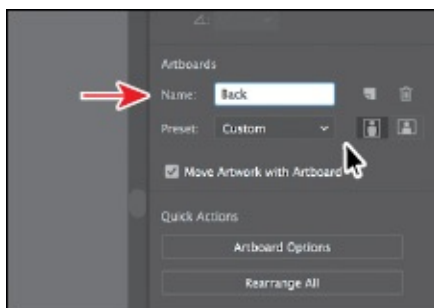 Artboards
Name: Back
Preset: Custom
Move Artwork with Artboard
Quick Actions
Artboard Options
Rearrange All